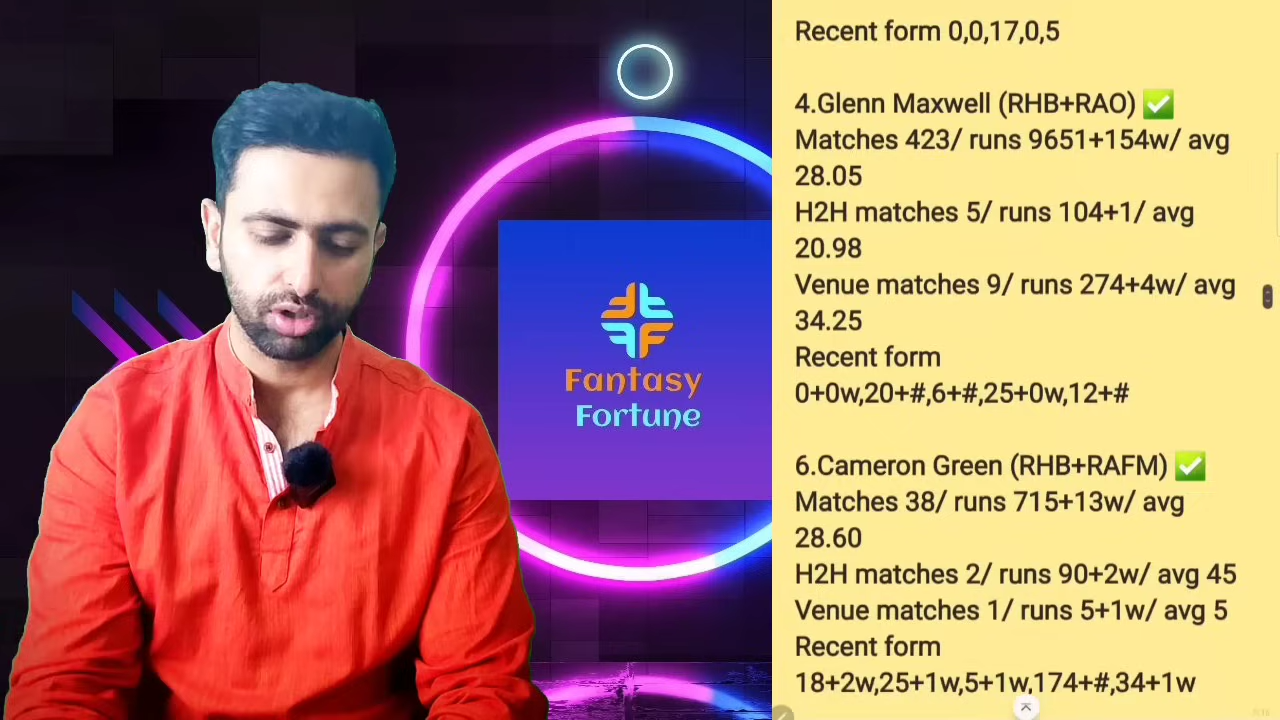 Fantasy
Fortune
Recent form 0,0,17,0,5
4.Glenn Maxwell (RHB+RAO) ✅
Matches 423/ runs 9651+154w/ avg
28.05
H2H matches 5/ runs 104+1/ avg
20.98
Venue matches 9/ runs 274+4w/ avg
34.25
Recent form
0+0w,20+#,6+#,25+0w,12+#
6.Cameron Green (RHB+RAFM) ✅
Matches 38/ runs 715+13w/ avg
28.60
H2H matches 2/ runs 90+2w/ avg 45
Venue matches 1/ runs 5+1w/ avg 5
Recent form
18+2w,25+1w,5+1w,174+#,34+1w